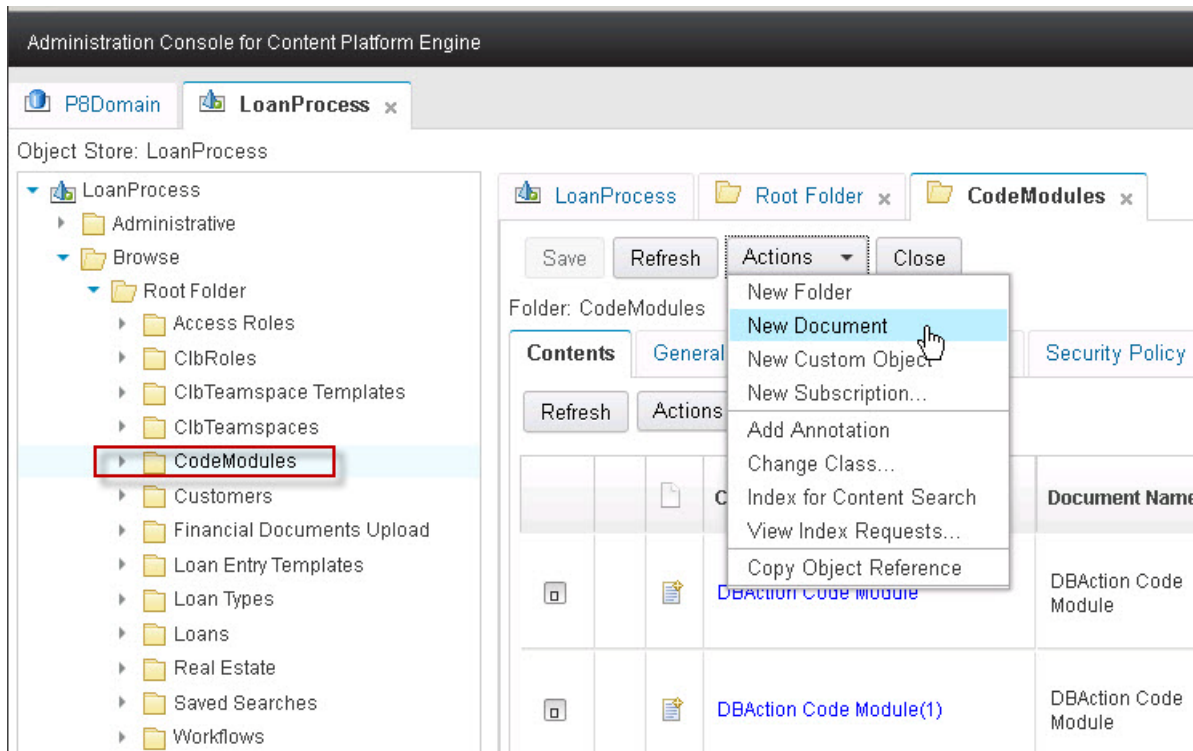 Administration Console for Content Platform Engine
P8Domain
LoanProcess
Object Store: LoanProcess
LoanProcess
Administrative
Browse
Root Folder
Access Roles
ClbRoles
ClbTeamspace Templates
ClbTeamspaces
CodeModules
Customers
Financial Documents Upload
Loan Entry Templates
Loan Types
Loans
Real Estate
Saved Searches
Workflows
LoanProcess
Root Folder
CodeModules
Save
Refresh
Actions
Close
Folder: CodeModules
New Folder
New Document
New Custom Object
New Subscription...
Add Annotation
Change Class...
Index for Content Search
View Index Requests...
Copy Object Reference
Contents
General
Security Policy
Refresh
Actions
C
Document Name
DBAction Code Module
DBAction Code
Module
DBAction Code Module(1)
DBAction Code
Module